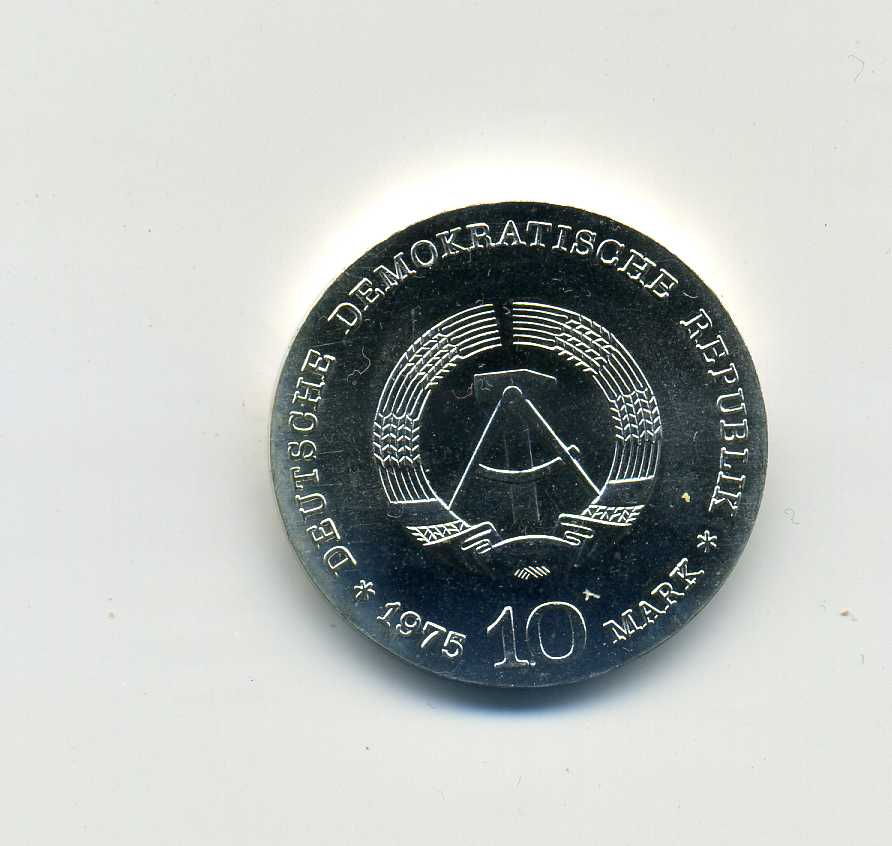 DEUTSCHE DEMOKRATISCHE REPUBLIK
* 1975 10 MARK *